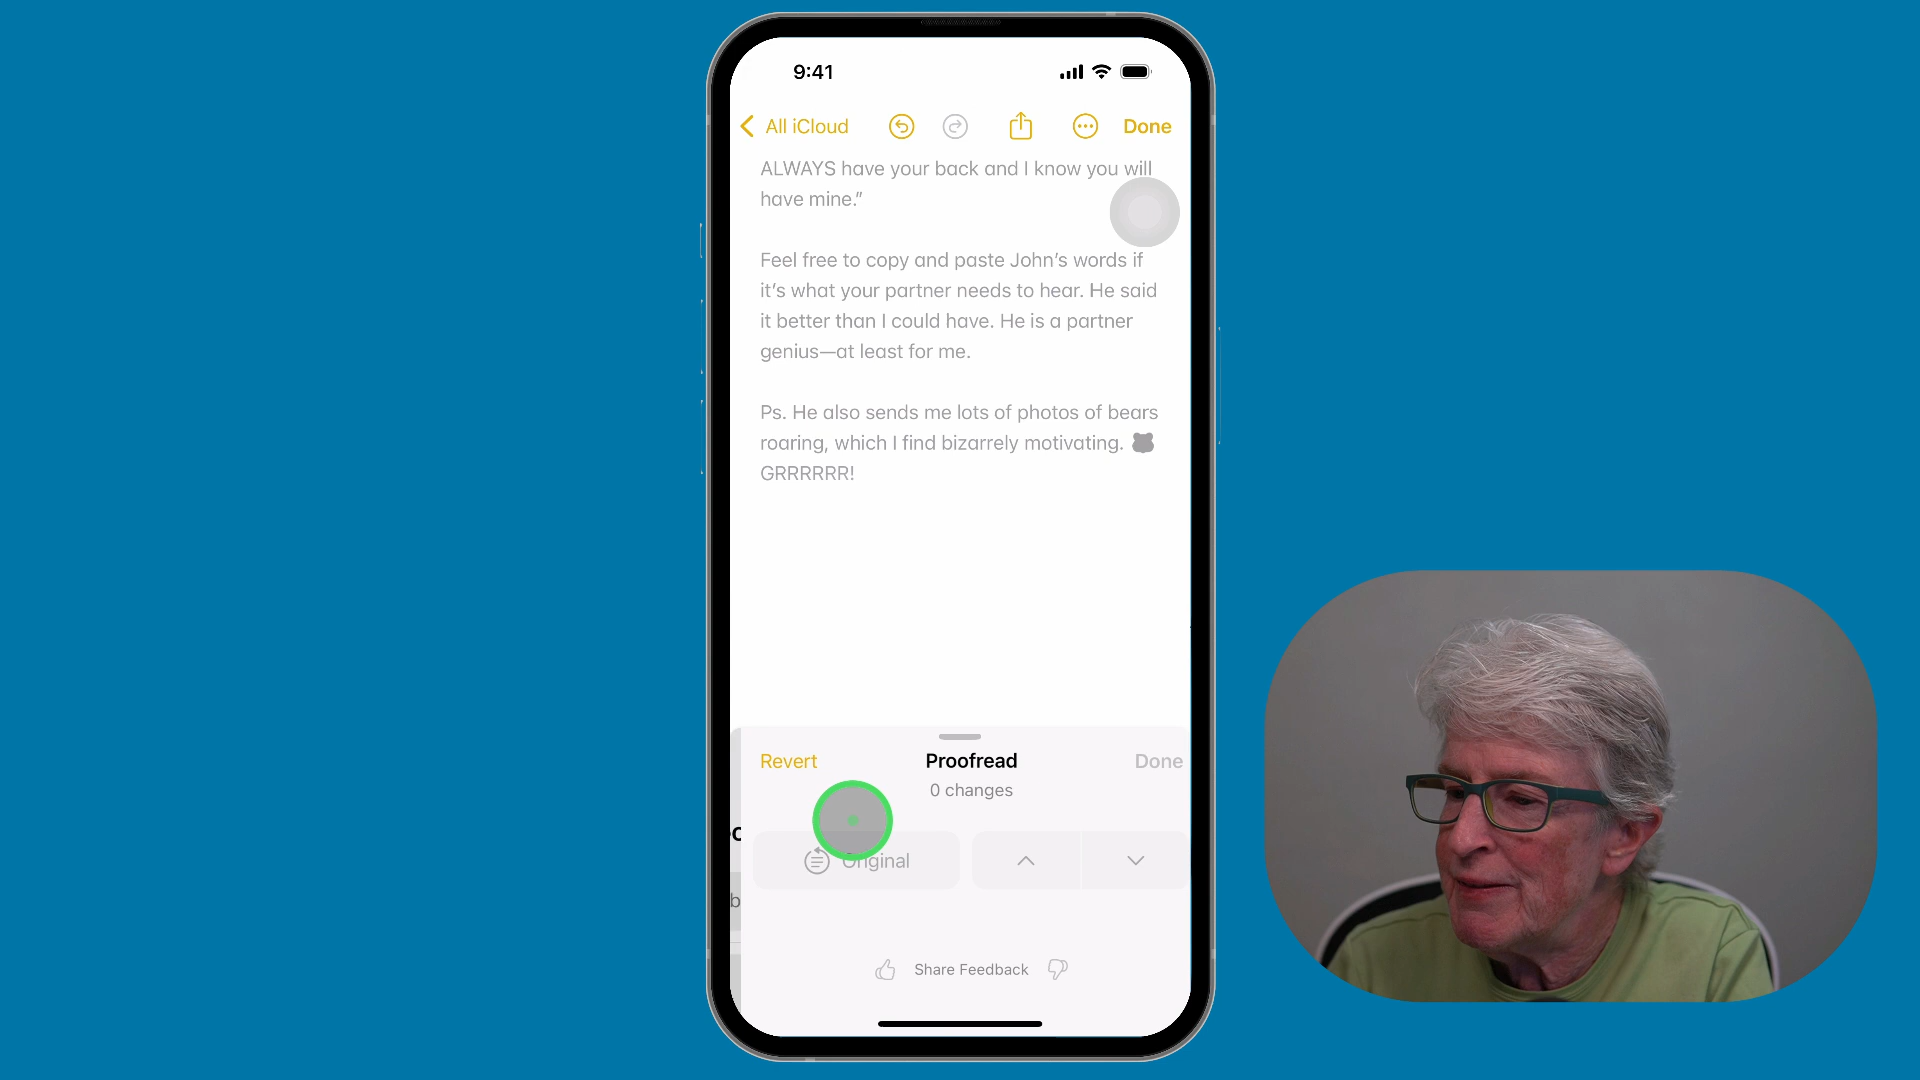 9:41
All iCloud
Done
ALWAYS have your back and I know you will
have mine.”
Feel free to copy and paste John’s words if
it’s what your partner needs to hear. He said
it better than I could have. He is a partner
genius—at least for me.
Ps. He also sends me lots of photos of bears
roaring, which I find bizarrely motivating.
GRRRRRR!
Revert
Proofread
Done
0 changes
Original
Share Feedback